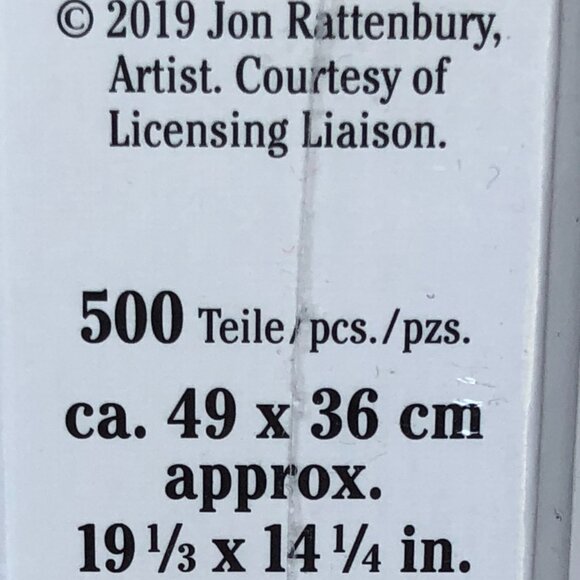 © 2019 Jon Rattenbury,
Artist. Courtesy of
Licensing Liaison.
500 Teile/pcs./pzs.
ca. 49 x 36 cm
approx.
19 1/3 x 14 1/4 in.